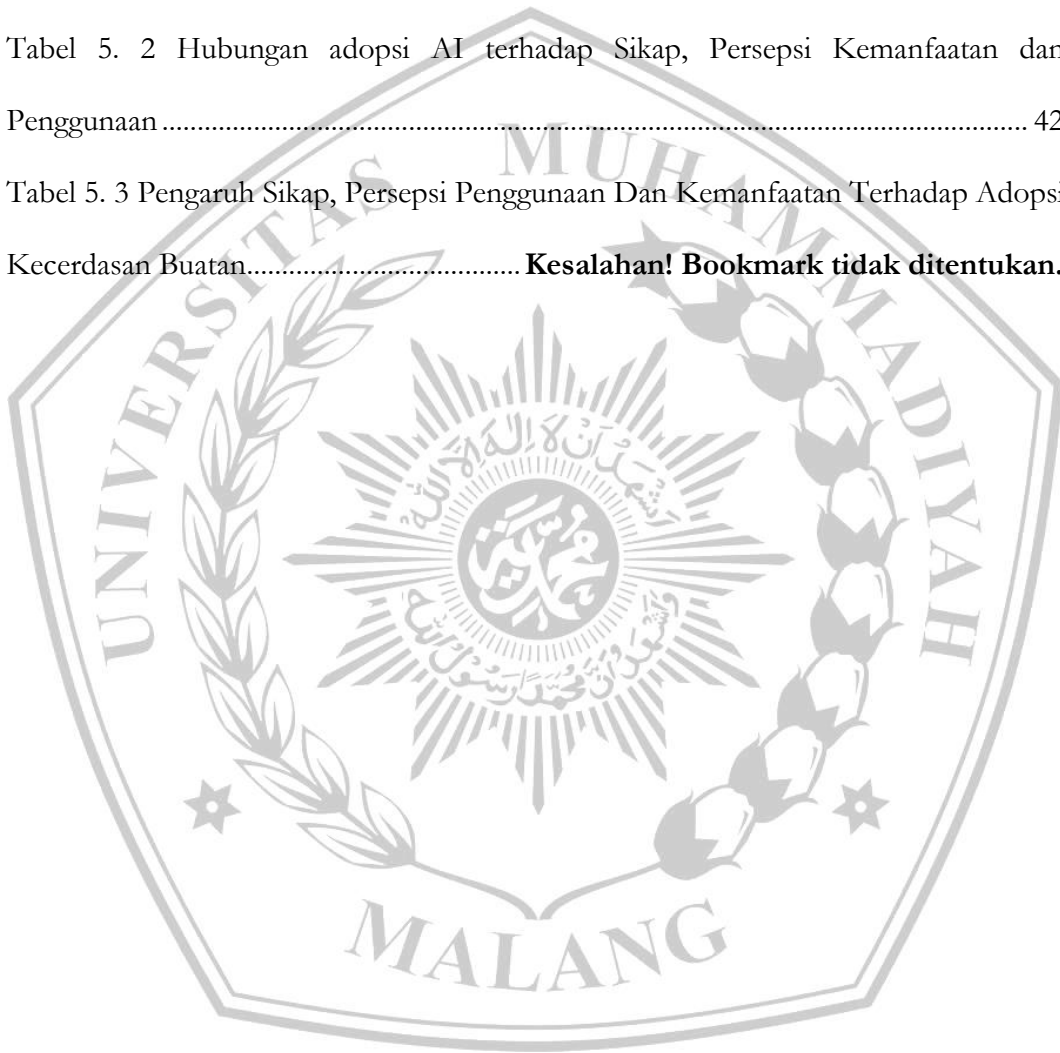 Tabel 5. 2 Hubungan adopsi AI terhadap Sikap, Persepsi Kemanfaatan dan
Penggunaan ........................................................................................................................ 42
Tabel 5. 3 Pengaruh Sikap, Persepsi Penggunaan Dan Kemanfaatan Terhadap Adopsi
Kecerdasan Buatan...................................... Kesalahan! Bookmark tidak ditentukan.
UNIVERSITAS MUHAMMADIYAH
MALANG